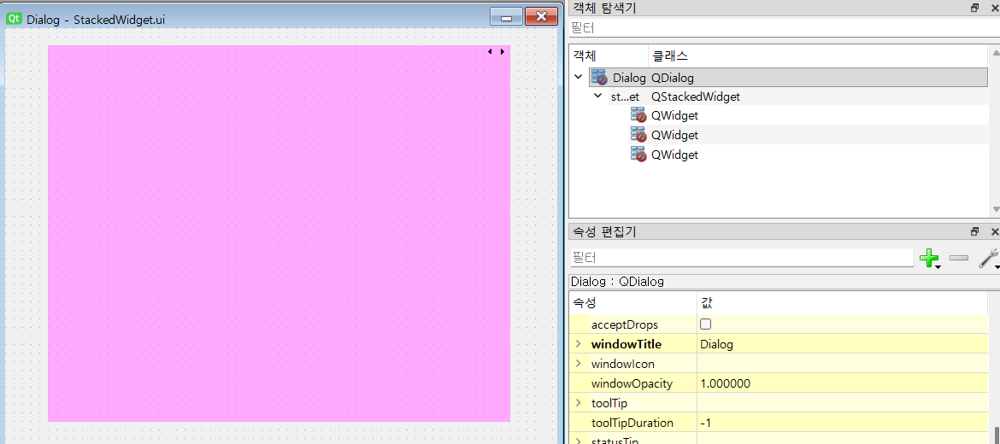 Qt Dialog - StackedWidget.ui
객체 탐색기
필터
객체 클래스
Dialog QDialog
st...et QStackedWidget
QWidget
QWidget
QWidget
속성 편집기
필터
Dialog : QDialog
속성 값
acceptDrops
windowTitle Dialog
windowIcon
windowOpacity 1.000000
toolTip
toolTipDuration -1
statusTip